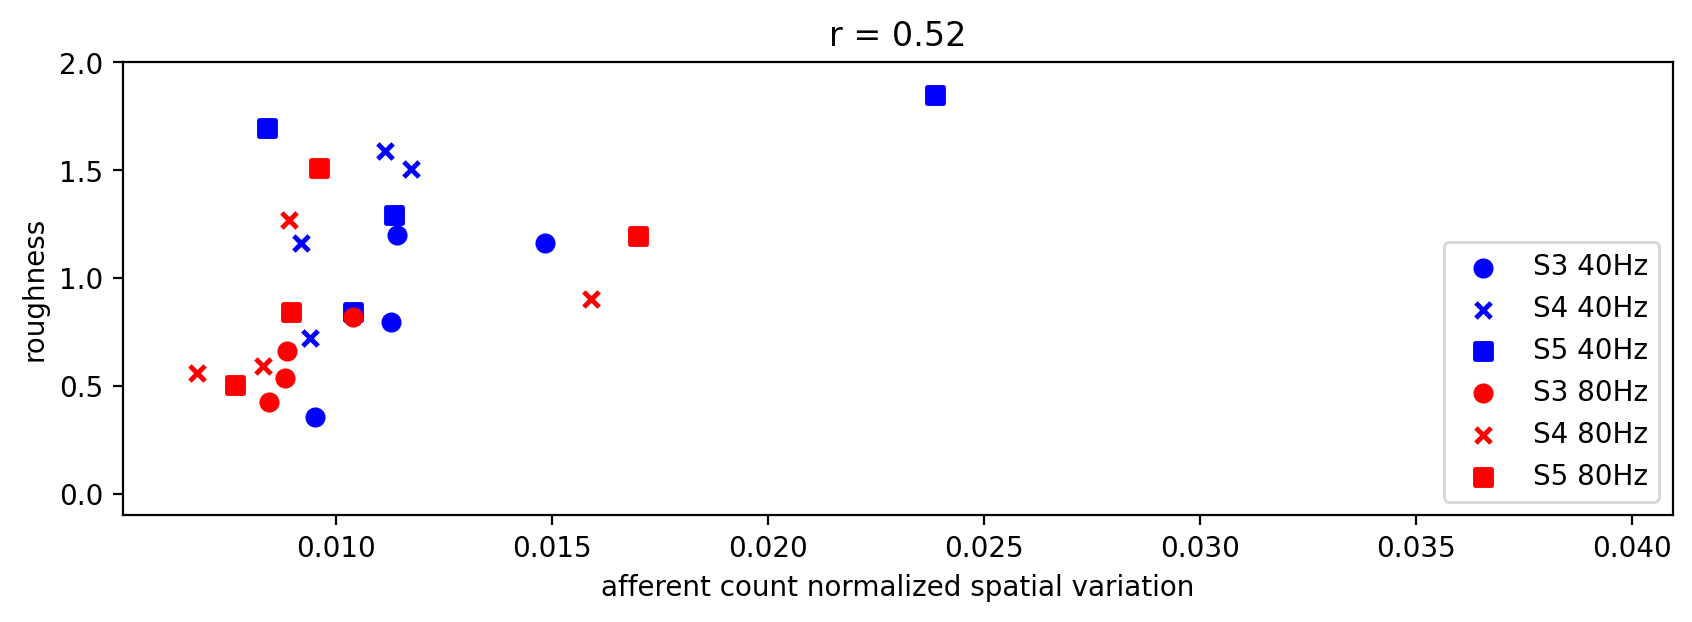 r = 0.52
2.0
1.5
1.0
0.5
0.0
roughness
S3 40Hz
S4 40Hz
S5 40Hz
S3 80Hz
S4 80Hz
S5 80Hz
0.010 0.015 0.020 0.025 0.030 0.035 0.040
afferent count normalized spatial variation